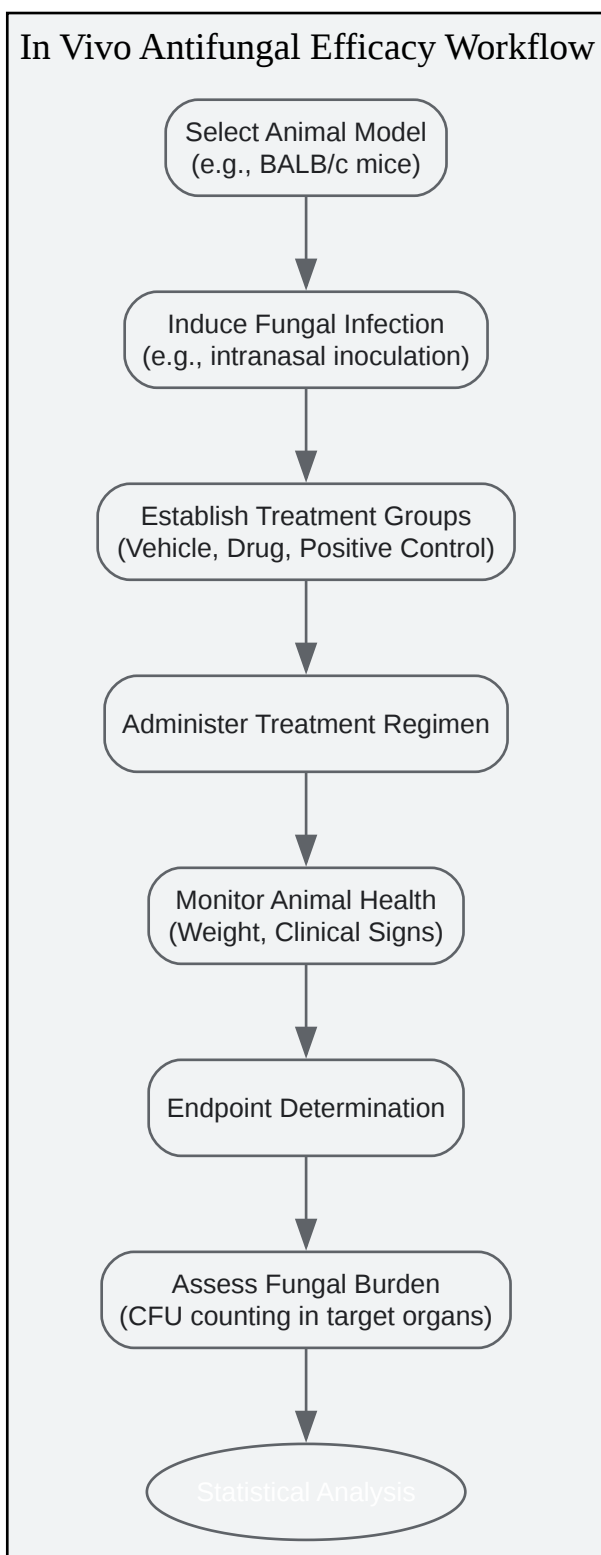 In Vivo Antifungal Efficacy Workflow
Select Animal Model
(e.g., BALB/c mice)
Induce Fungal Infection
(e.g., intranasal inoculation)
Establish Treatment Groups
(Vehicle, Drug, Positive Control)
Administer Treatment Regimen
Monitor Animal Health
(Weight, Clinical Signs)
Endpoint Determination
Assess Fungal Burden
(CFU counting in target organs)
Statistical Analysis